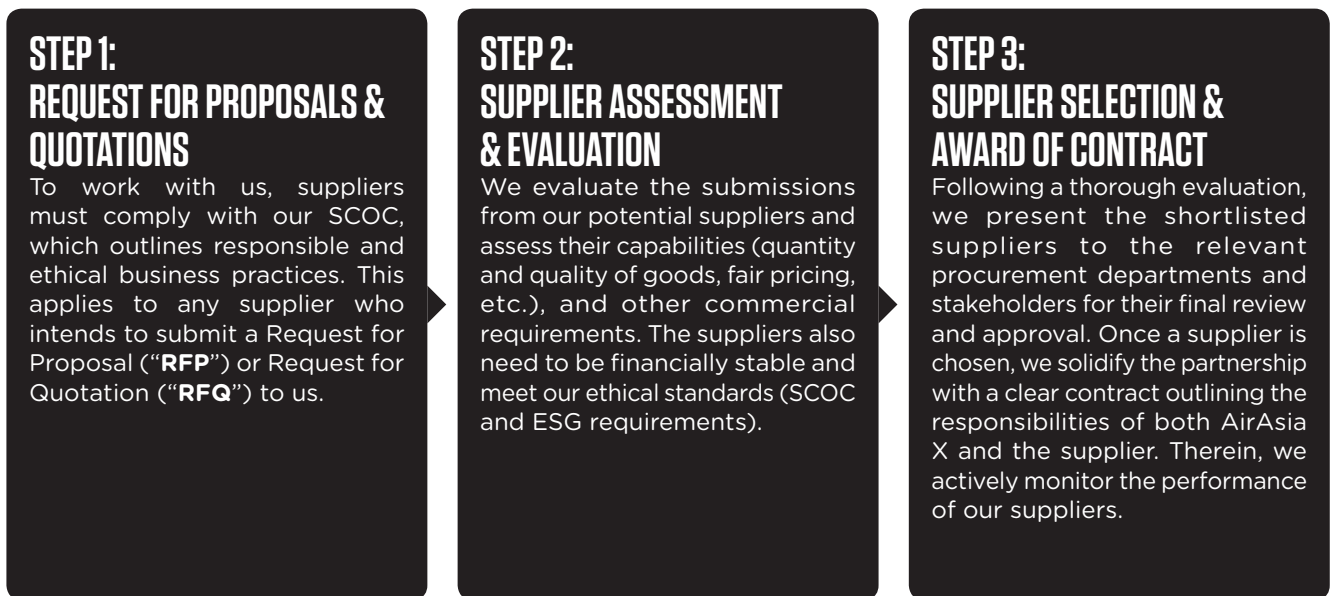 STEP 1:
REQUEST FOR PROPOSALS &
QUOTATIONS
To work with us, suppliers
must comply with our SCOC,
which outlines responsible and
ethical business practices. This
applies to any supplier who
intends to submit a Request for
Proposal (“RFP”) or Request for
Quotation (“RFQ”) to us.
STEP 2:
SUPPLIER ASSESSMENT
& EVALUATION
We evaluate the submissions
from our potential suppliers and
assess their capabilities (quantity
and quality of goods, fair pricing,
etc.), and other commercial
requirements. The suppliers also
need to be financially stable and
meet our ethical standards (SCOC
and ESG requirements).
STEP 3:
SUPPLIER SELECTION &
AWARD OF CONTRACT
Following a thorough evaluation,
we present the shortlisted
suppliers to the relevant
procurement departments and
stakeholders for their final review
and approval. Once a supplier is
chosen, we solidify the partnership
with a clear contract outlining the
responsibilities of both AirAsia
X and the supplier. Therein, we
actively monitor the performance
of our suppliers.